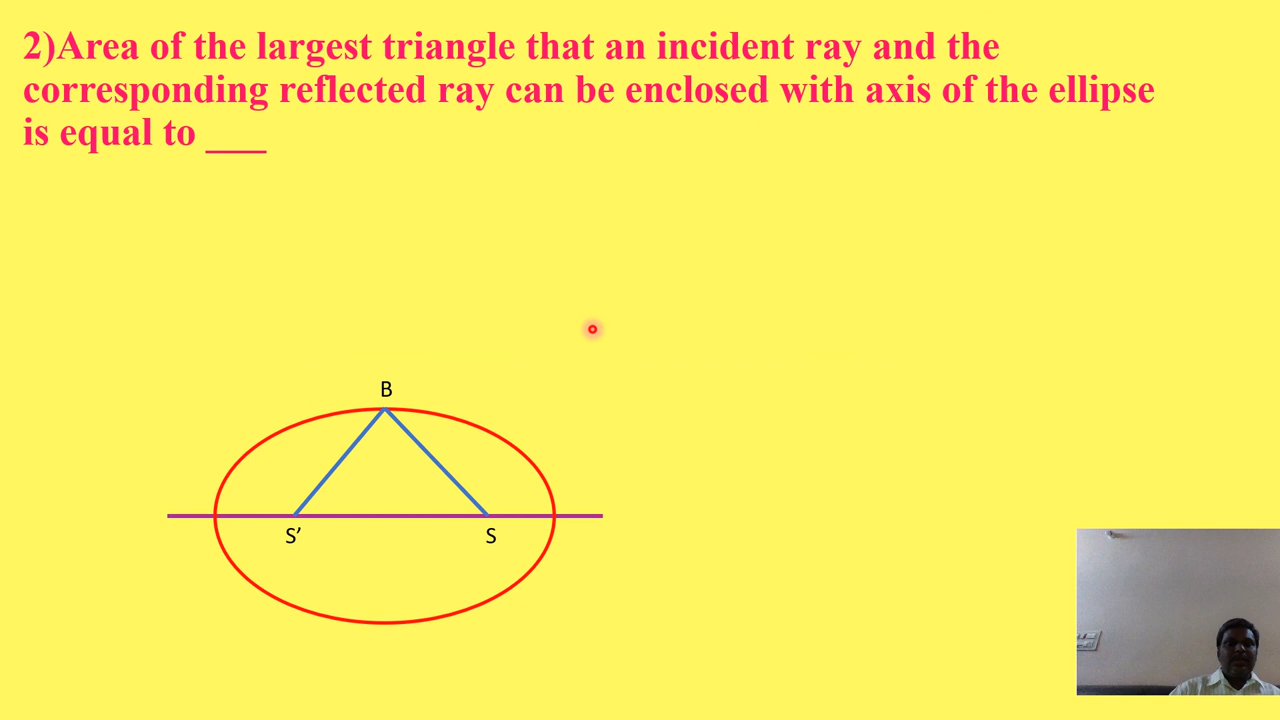 2)Area of the largest triangle that an incident ray and the
corresponding reflected ray can be enclosed with axis of the ellipse
is equal to ___
B
S’
S